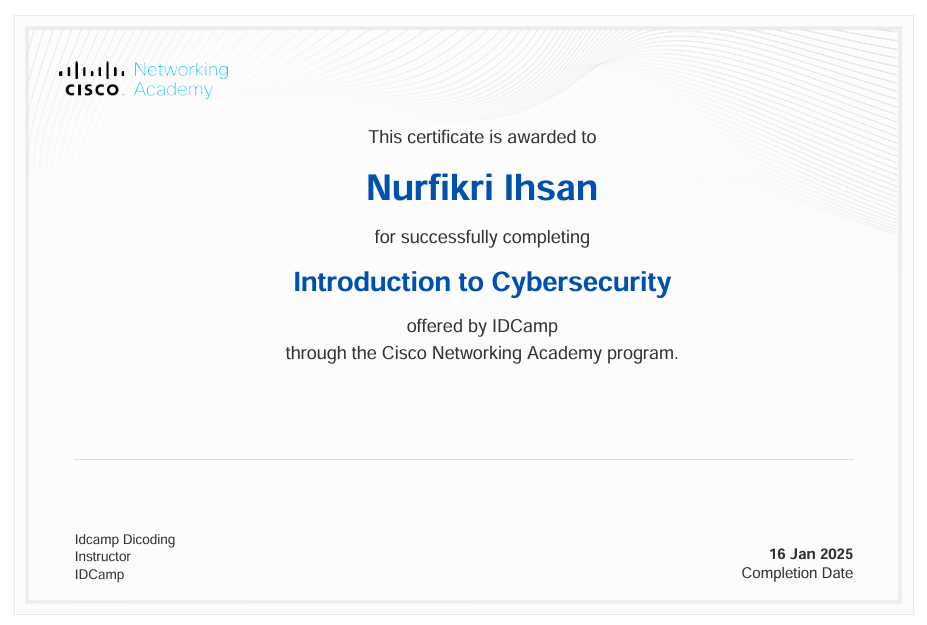 Networking
CISCO Academy
This certificate is awarded to
Nurfikri Ihsan
for successfully completing
Introduction to Cybersecurity
offered by IDCamp
through the Cisco Networking Academy program.
Idcamp Dicoding
Instructor
IDCamp
16 Jan 2025
Completion Date